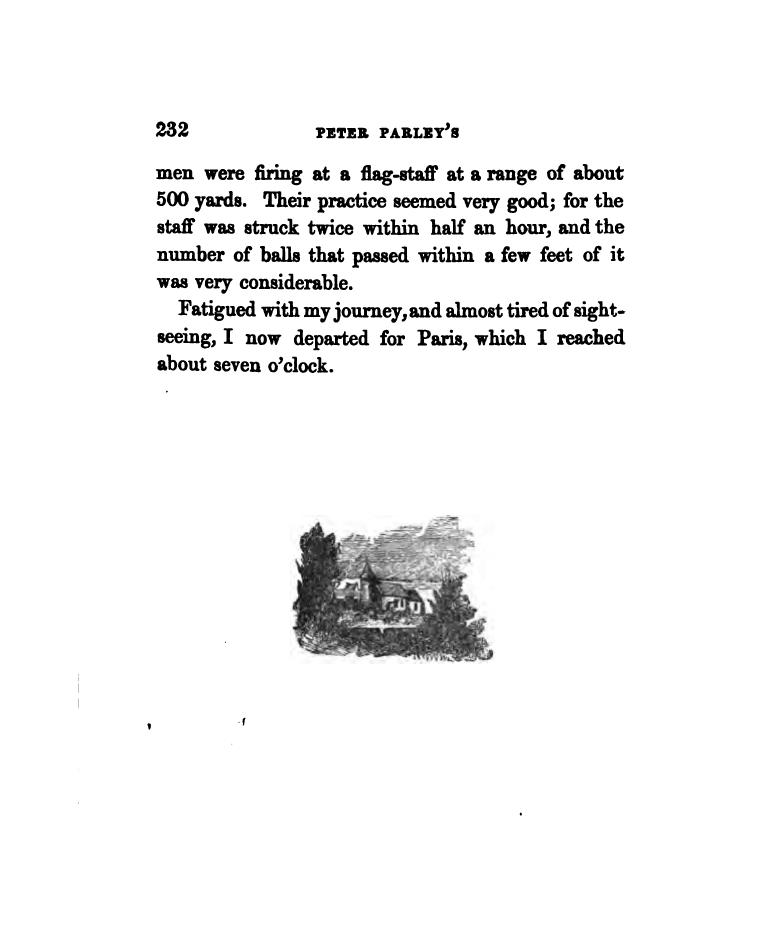 232 PETER PARLEY'S
men were firing at a flag-staff at a range of about
500 yards. Their practice seemed very good; for the
staff was struck twice within half an hour, and the
number of balls that passed within a few feet of it
was very considerable.
Fatigued with my journey, and almost tired of sight-
seeing, I now departed for Paris, which I reached
about seven o'clock.